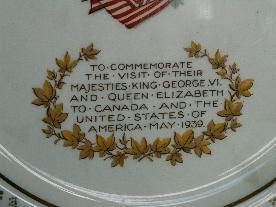 TO·COMMEMORATE
THE·VISIT·OF·THEIR
MAJESTIES·KING·GEORGE·VI.
AND·QUEEN·ELIZABETH
TO·CANADA·AND·THE
UNITED·STATES·OF
AMERICA·MAY·1939.